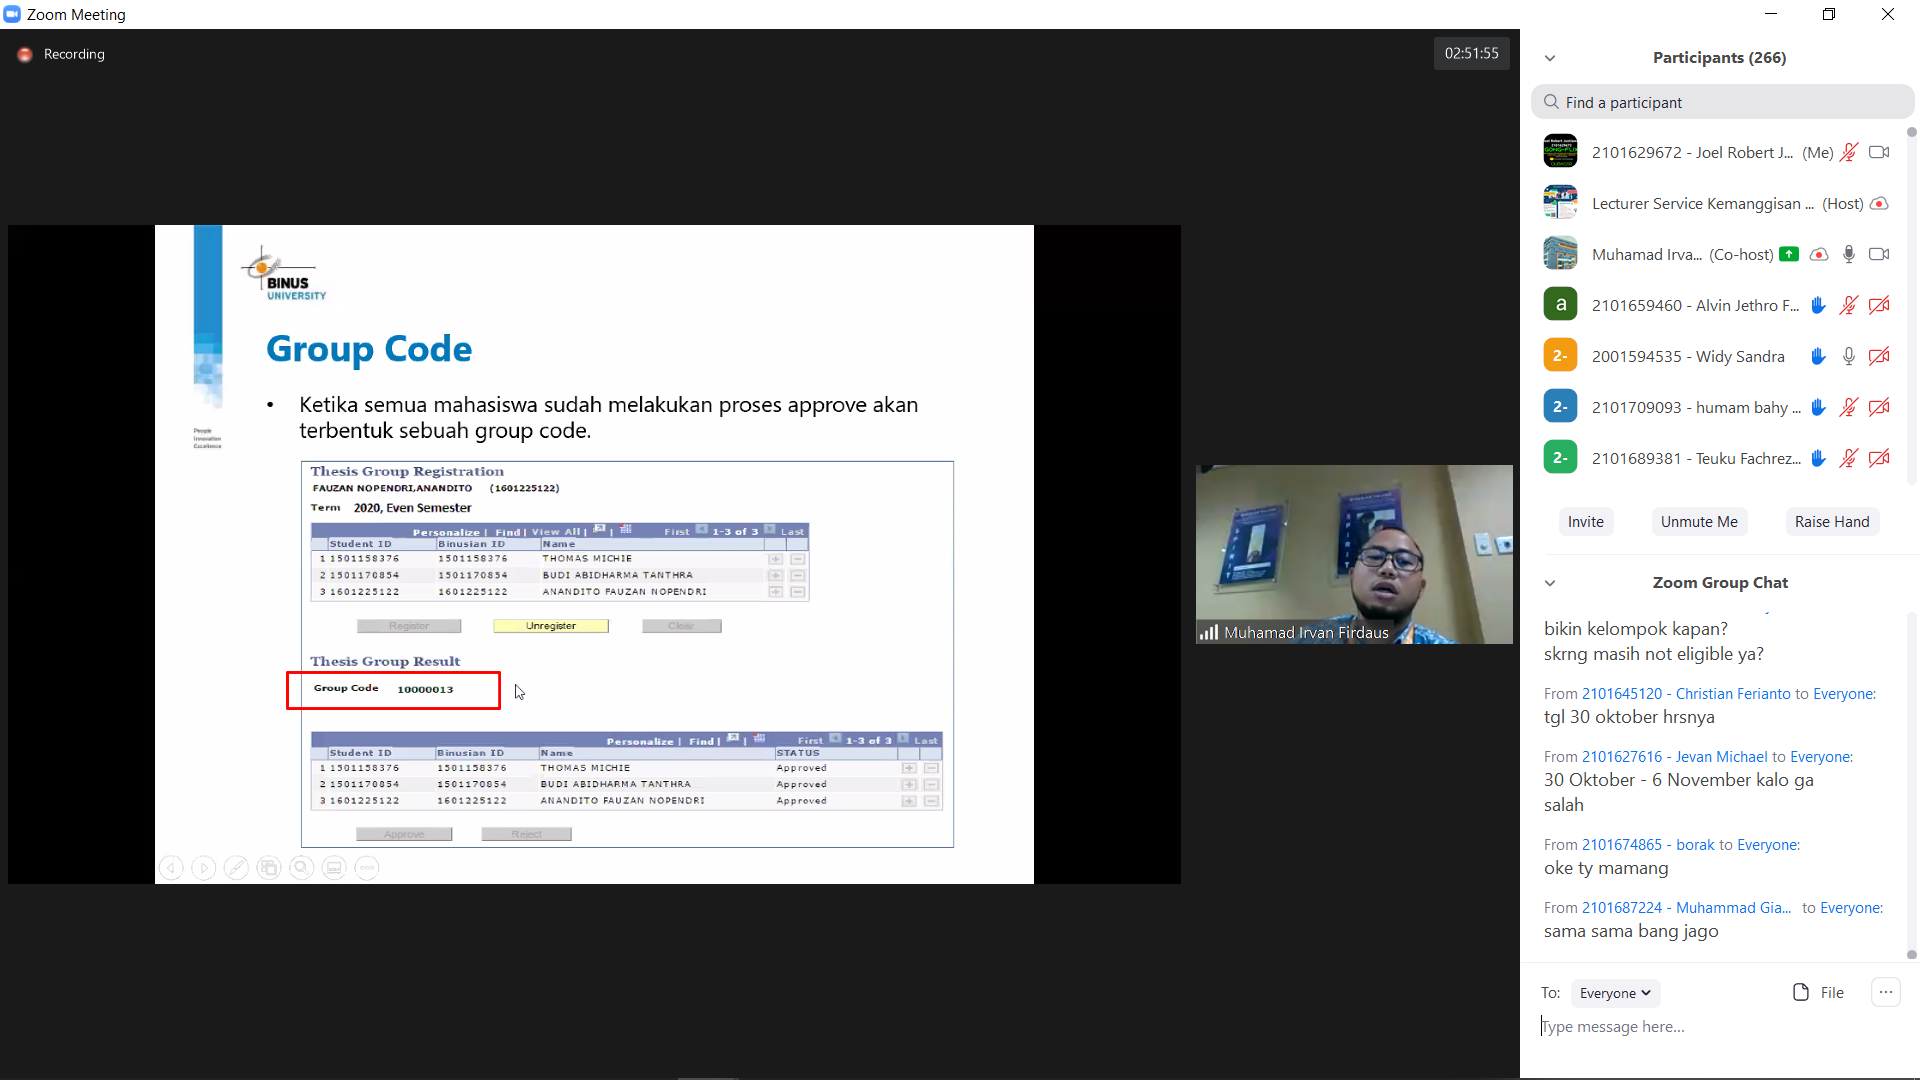 Zoom Meeting
Recording
02:51:55
BINUS
UNIVERSITY
People
Innovation
Excellence
Group Code
• Ketika semua mahasiswa sudah melakukan proses approve akan
terbentuk sebuah group code.
Thesis Group Registration
FAUZAN NOPENDRI,ANANDITO (1601225122)
Term 2020, Even Semester
Personalize | Find | View All | | First 1-3 of 3 Last
Student ID Binusian ID Name
1 1501158376 1501158376 THOMAS MICHIE
2 1501170854 1501170854 BUDI ABIDHARMA TANTHRA
3 1601225122 1601225122 ANANDITO FAUZAN NOPENDRI
Register Unregister Clear
Thesis Group Result
Group Code 10000013
Personalize | Find | | First 1-3 of 3 Last
Student ID Binusian ID Name STATUS
1 1501158376 1501158376 THOMAS MICHIE Approved
2 1501170854 1501170854 BUDI ABIDHARMA TANTHRA Approved
3 1601225122 1601225122 ANANDITO FAUZAN NOPENDRI Approved
Approve Reject
Muhamad Irvan Firdaus
Participants (266)
Find a participant
2101629672 - Joel Robert J... (Me)
Lecturer Service Kemanggisan ... (Host)
Muhamad Irva... (Co-host)
a 2101659460 - Alvin Jethro F...
2- 2001594535 - Widy Sandra
2- 2101709093 - humam bahy ...
2- 2101689381 - Teuku Fachrez...
Invite Unmute Me Raise Hand
Zoom Group Chat
bikin kelompok kapan?
skrng masih not eligible ya?
From 2101645120 - Christian Ferianto to Everyone:
tgl 30 oktober hrsnya
From 2101627616 - Jevan Michael to Everyone:
30 Oktober - 6 November kalo ga
salah
From 2101674865 - borak to Everyone:
oke ty mamang
From 2101687224 - Muhammad Gia... to Everyone:
sama sama bang jago
To: Everyone File ...
Type message here...